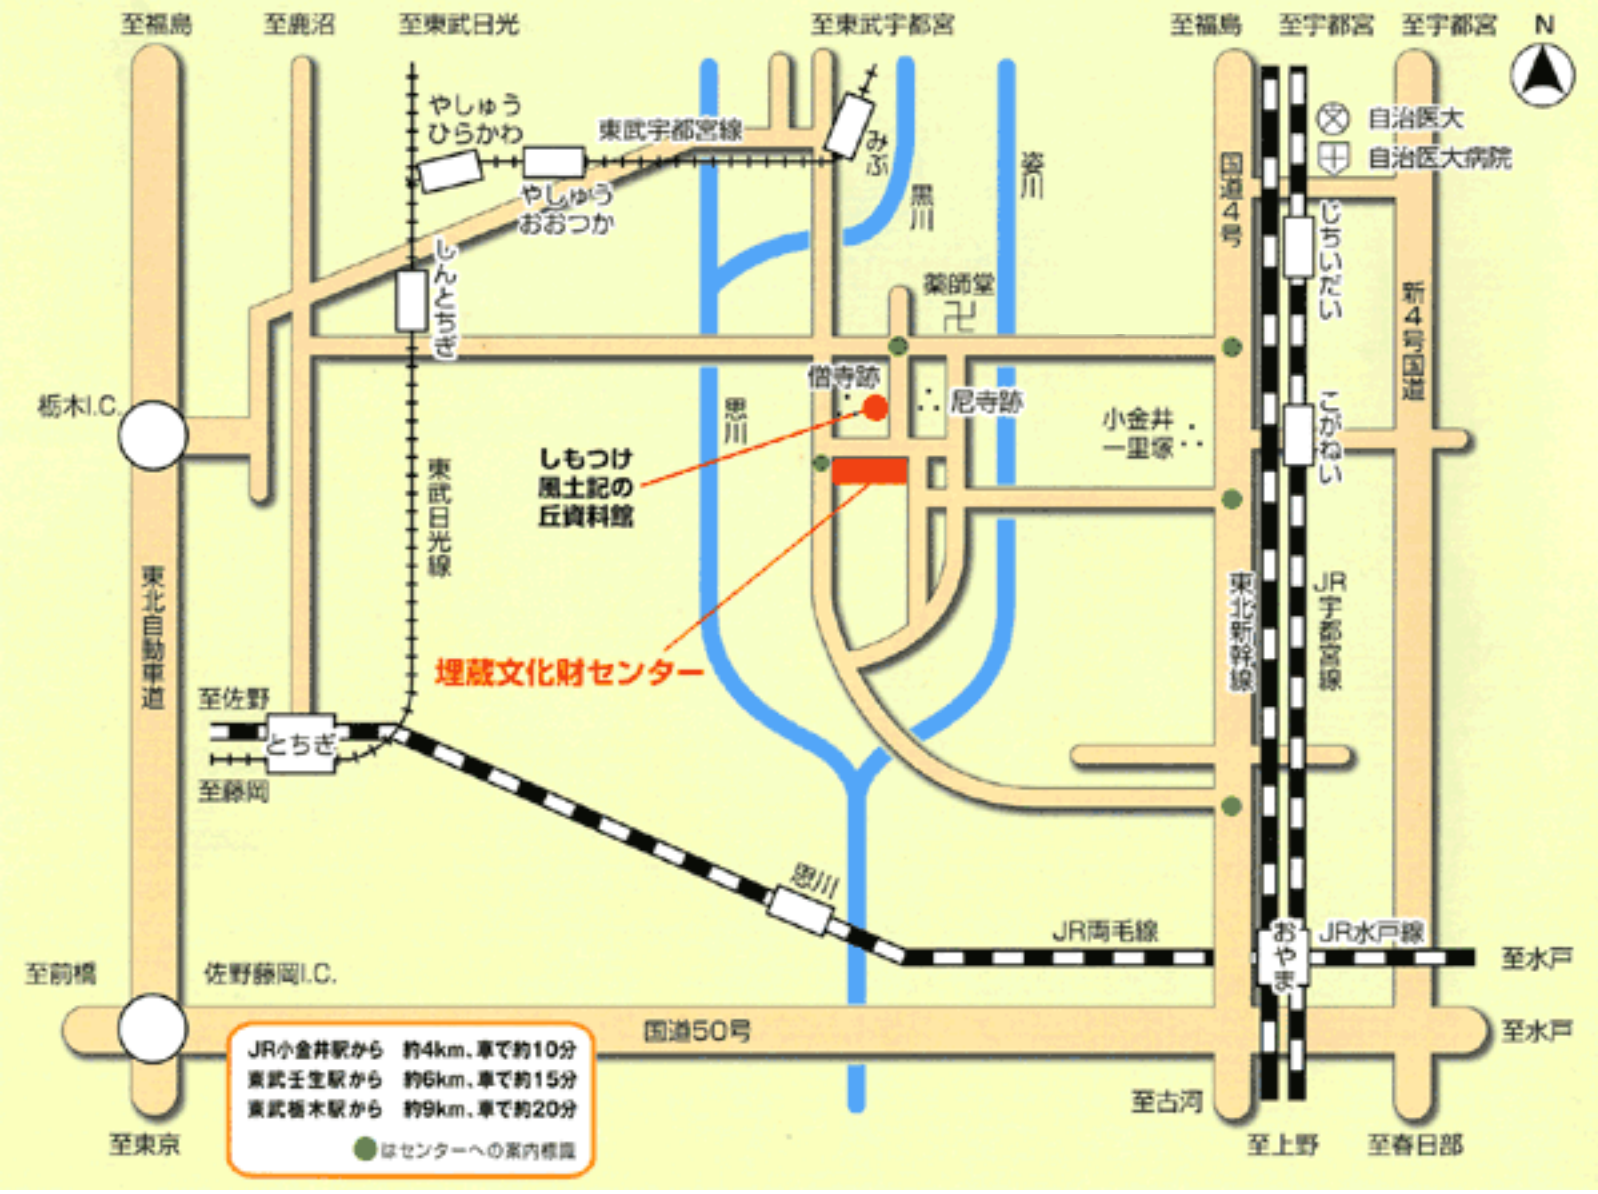 至福島
至鹿沼
至東武日光
至東武宇都宮
至福島
至宇都宮
至宇都宮
N
やしゅう
ひらかわ
東武宇都宮線
みぶ
自治医大
自治医大病院
やしゅう
おおつか
黒川
姿川
国道4号
じちいだい
しんとちぎ
薬師堂
新4号国道
栃木I.C.
僧寺跡
尼寺跡
思川
小金井
一里塚
こがねい
しもつけ
風土記の
丘資料館
東武日光線
東北自動車道
東北新幹線
JR宇都宮線
埋蔵文化財センター
至佐野
とちぎ
至藤岡
思川
JR両毛線
おやま
JR水戸線
至水戸
至前橋
佐野藤岡I.C.
国道50号
至水戸
JR小金井駅から 約4km、車で約10分
東武壬生駅から 約6km、車で約15分
東武栃木駅から 約9km、車で約20分
はセンターへの案内標識
至東京
至古河
至上野
至春日部